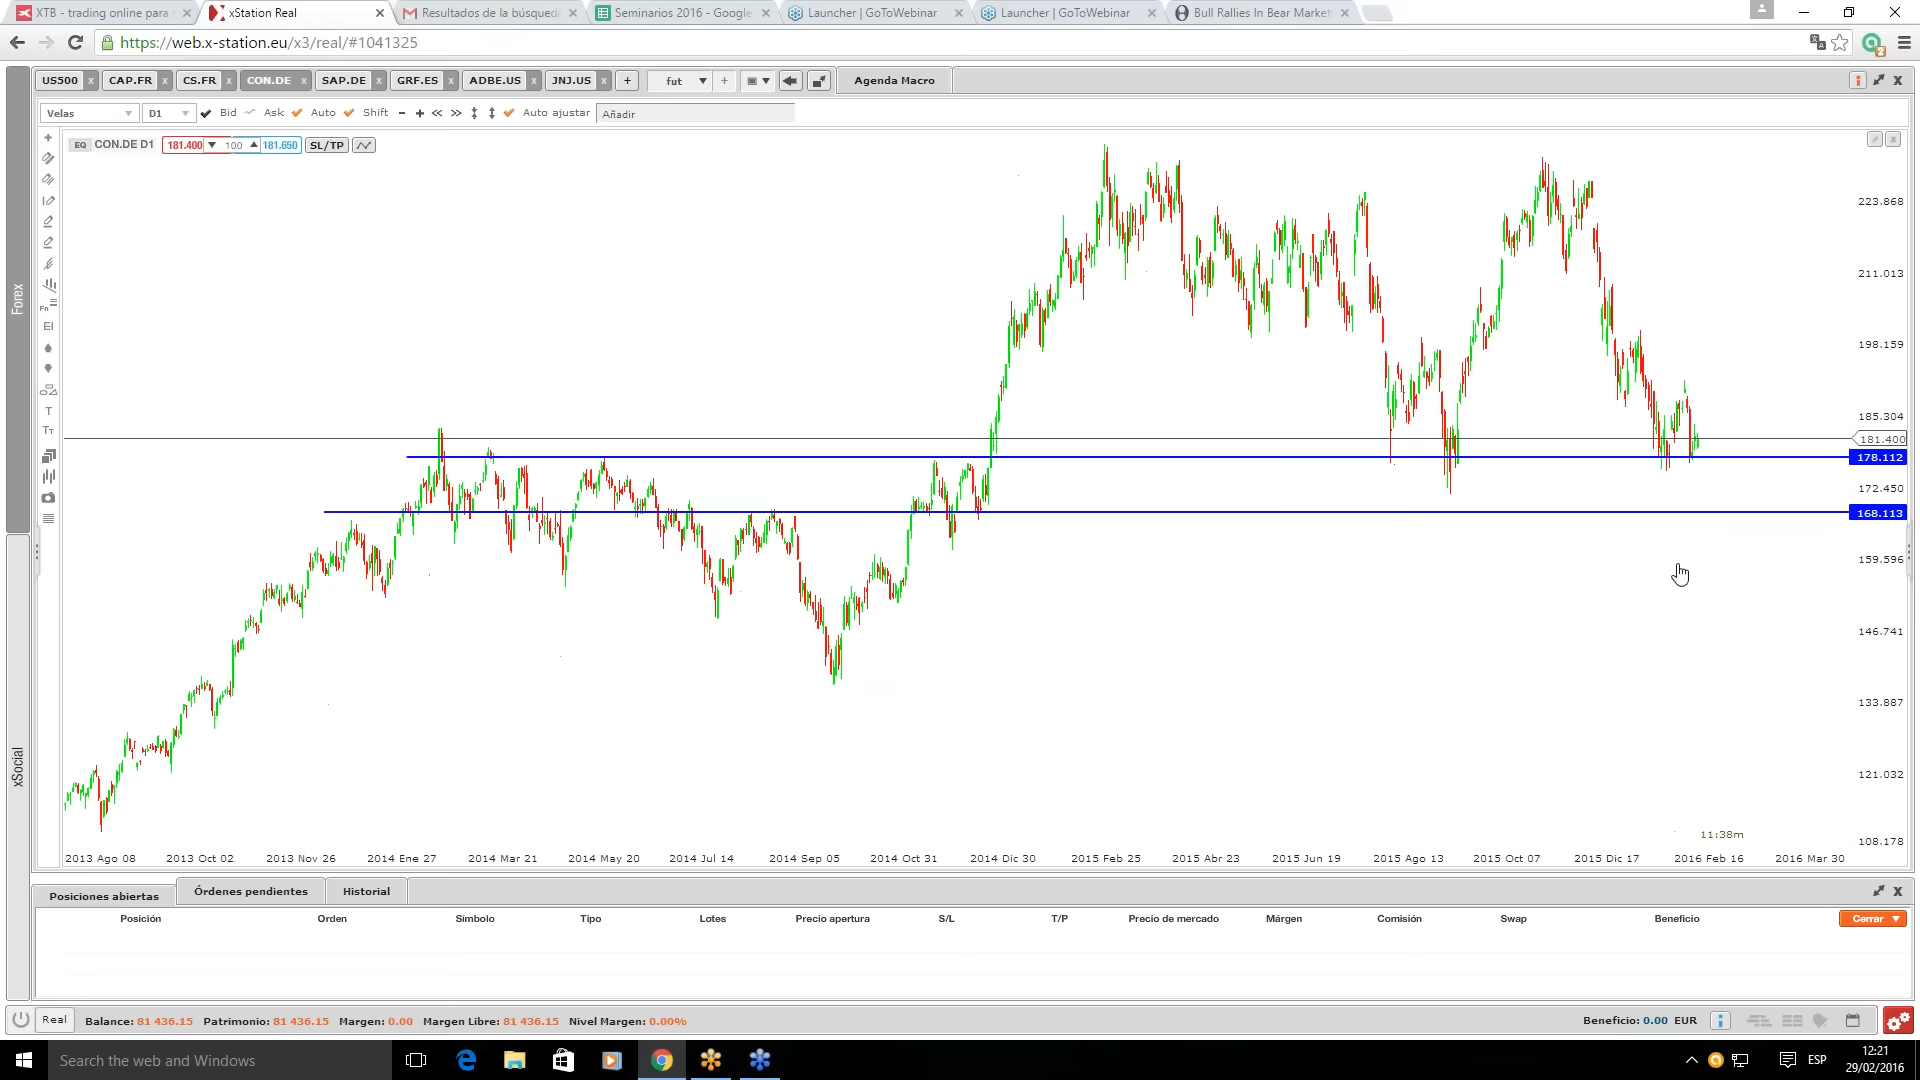 XTB - trading online para
xStation Real
Resultados de la búsqued
Seminarios 2016 - Google
Launcher | GoToWebinar
Launcher | GoToWebinar
Bull Rallies In Bear Market
https://web.x-station.eu/x3/real/#1041325
US500 CAP.FR CS.FR CON.DE SAP.DE GRF.ES ADBE.US JNJ.US + fut Agenda Macro
Velas D1 Bid Ask Auto Shift Auto ajustar Añadir
EQ CON.DE D1 181.400 100 181.650 SL/TP
Forex
xSocial
Fn
EI
T
TT
223.868
211.013
198.159
185.304
181.400
178.112
172.450
168.113
159.596
146.741
133.887
121.032
108.178
11:38m
2013 Ago 08 2013 Oct 02 2013 Nov 26 2014 Ene 27 2014 Mar 21 2014 May 20 2014 Jul 14 2014 Sep 05 2014 Oct 31 2014 Dic 30 2015 Feb 25 2015 Abr 23 2015 Jun 19 2015 Ago 13 2015 Oct 07 2015 Dic 17 2016 Feb 16 2016 Mar 30
Posiciones abiertas Órdenes pendientes Historial
Posición Orden Símbolo Tipo Lotes Precio apertura S/L T/P Precio de mercado Márgen Comisión Swap Beneficio Cerrar
Real Balance: 81 436.15 Patrimonio: 81 436.15 Margen: 0.00 Margen Libre: 81 436.15 Nivel Margen: 0.00% Beneficio: 0.00 EUR
Search the web and Windows
ESP
12:21
29/02/2016